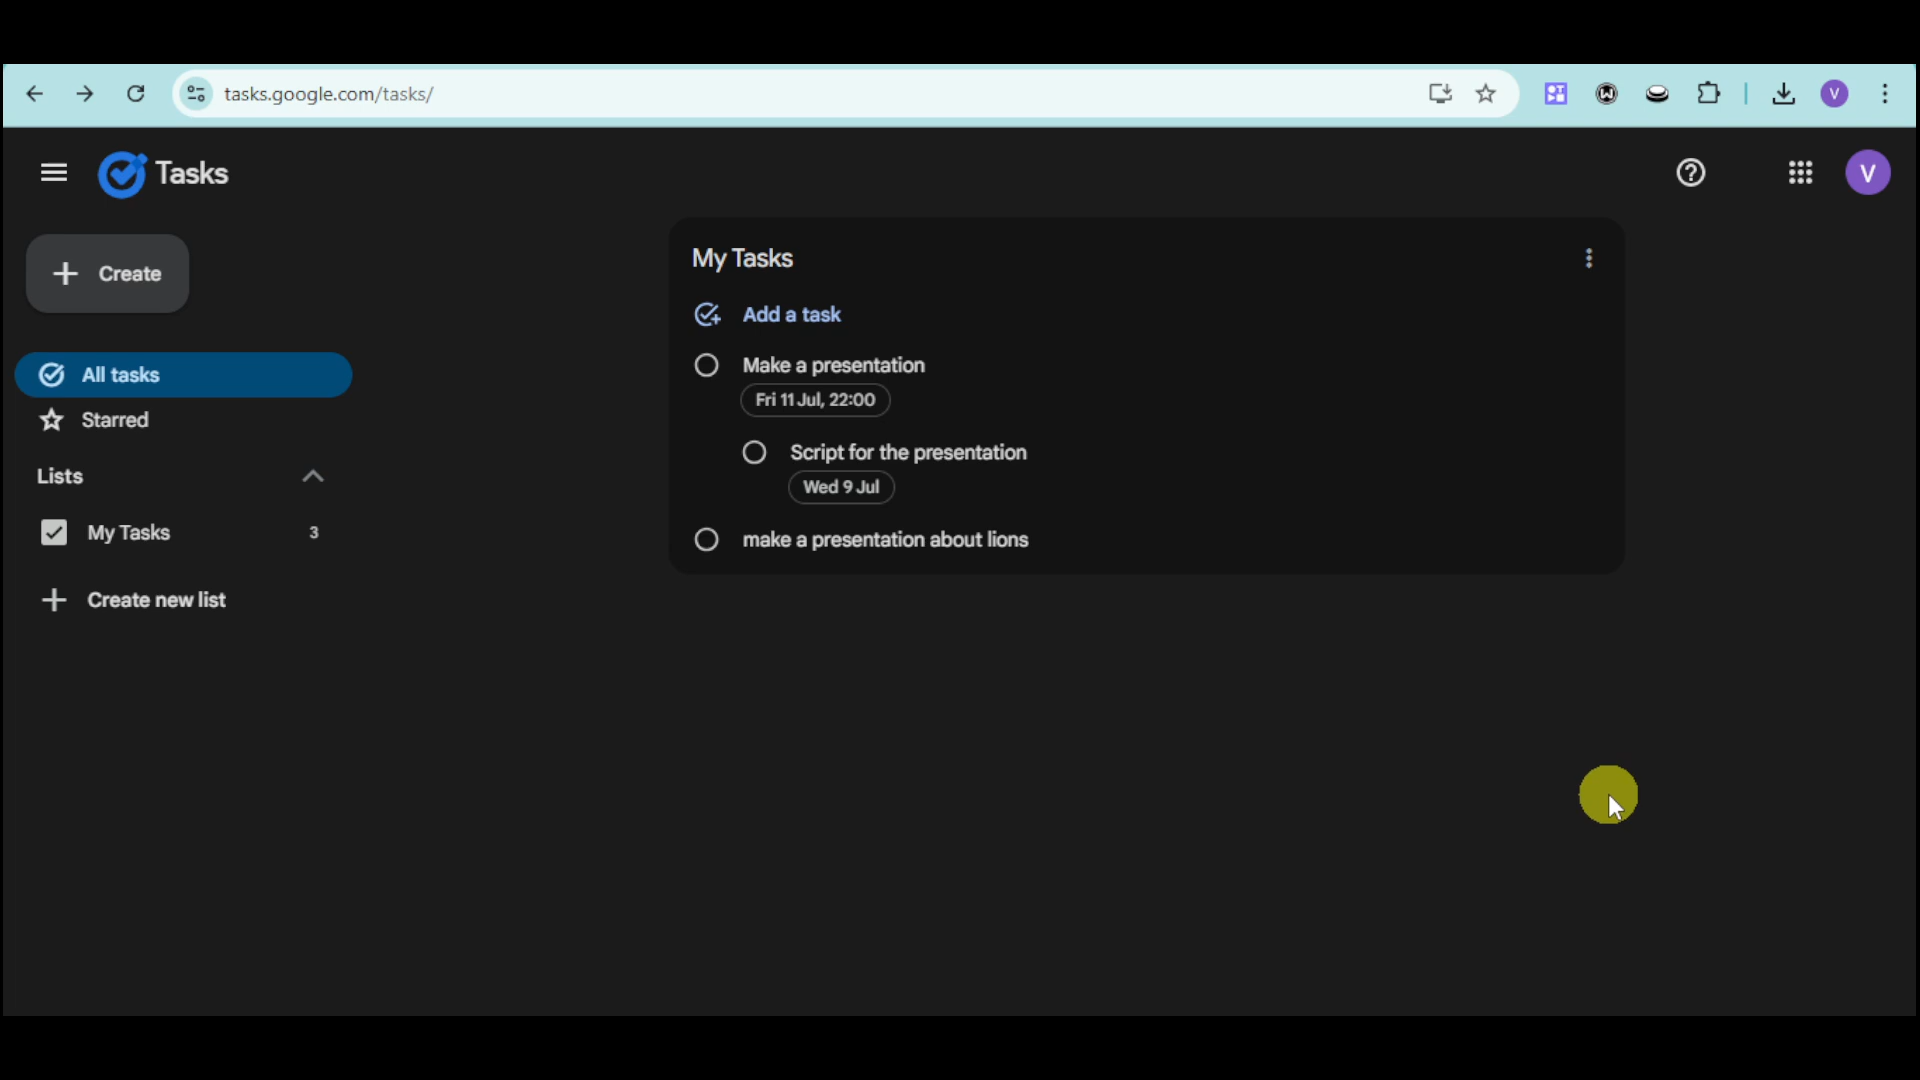 tasks.google.com/tasks/
V
Tasks
V
Create
All tasks
Starred
Lists
My Tasks 3
Create new list
My Tasks
Add a task
Make a presentation
Fri 11 Jul, 22:00
Script for the presentation
Wed 9 Jul
make a presentation about lions